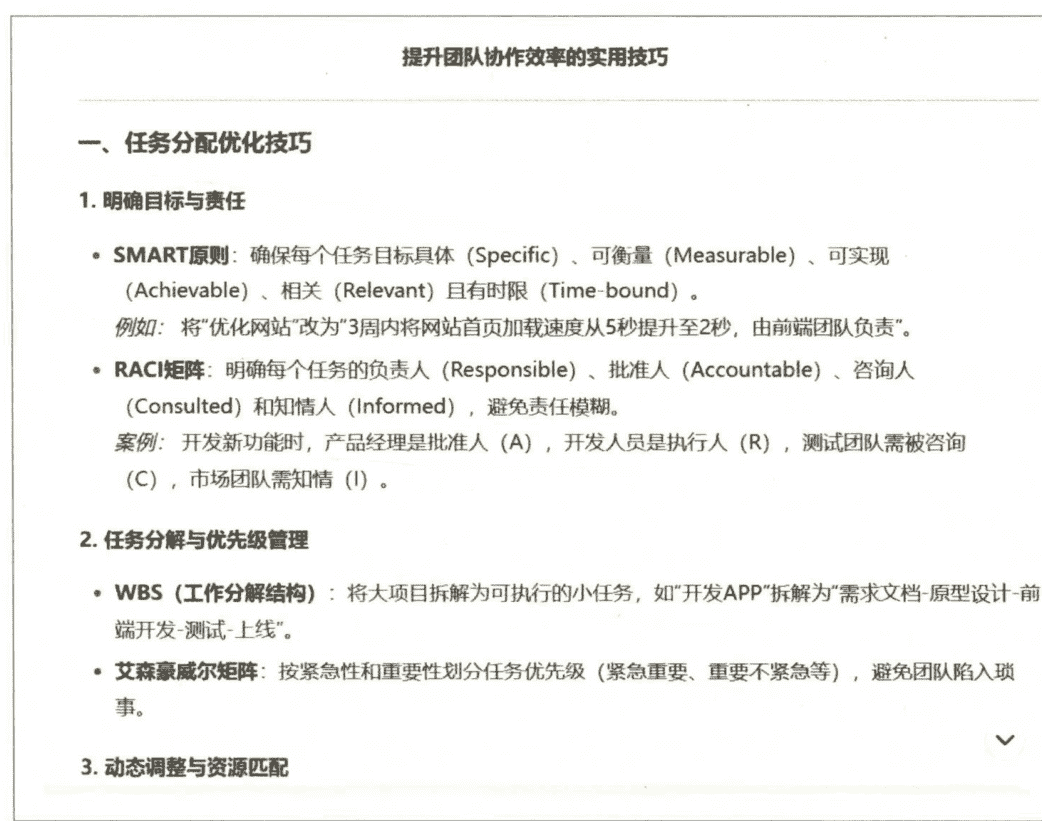 提升团队协作效率的实用技巧
一、任务分配优化技巧
1. 明确目标与责任
• SMART原则：确保每个任务目标具体（Specific）、可衡量（Measurable）、可实现
（Achievable）、相关（Relevant）且有时限（Time-bound）。
例如：将“优化网站”改为“3周内将网站首页加载速度从5秒提升至2秒，由前端团队负责”。
• RACI矩阵：明确每个任务的负责人（Responsible）、批准人（Accountable）、咨询人
（Consulted）和知情人（Informed），避免责任模糊。
案例：开发新功能时，产品经理是批准人（A），开发人员是执行人（R），测试团队需被咨询
（C），市场团队需知情（I）。
2. 任务分解与优先级管理
• WBS（工作分解结构）：将大项目拆解为可执行的小任务，如“开发APP”拆解为“需求文档-原型设计-前
端开发-测试-上线”。
• 艾森豪威尔矩阵：按紧急性和重要性划分任务优先级（紧急重要、重要不紧急等），避免团队陷入琐
事。
3. 动态调整与资源匹配